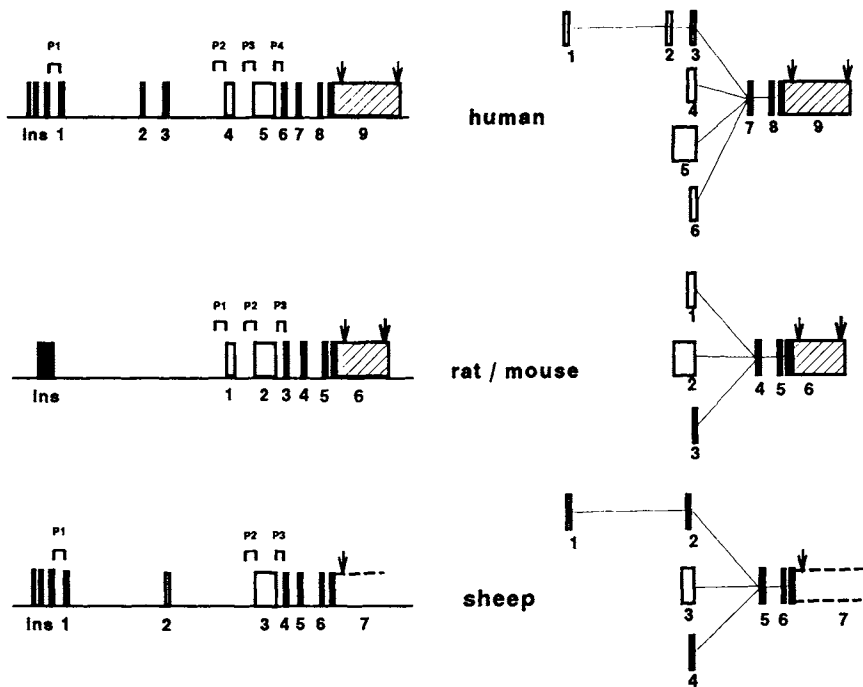 P1 P2 P3 P4
Ins 1 2 3 4 5 6 7 8 9
human
1 2 3
4
5
6
7 8 9
P1 P2 P3
Ins 1 2 3 4 5 6
rat / mouse
1
2
3
4 5 6
P1 P2 P3
Ins 1 2 3 4 5 6 7
sheep
1 2
3
4
5 6 7